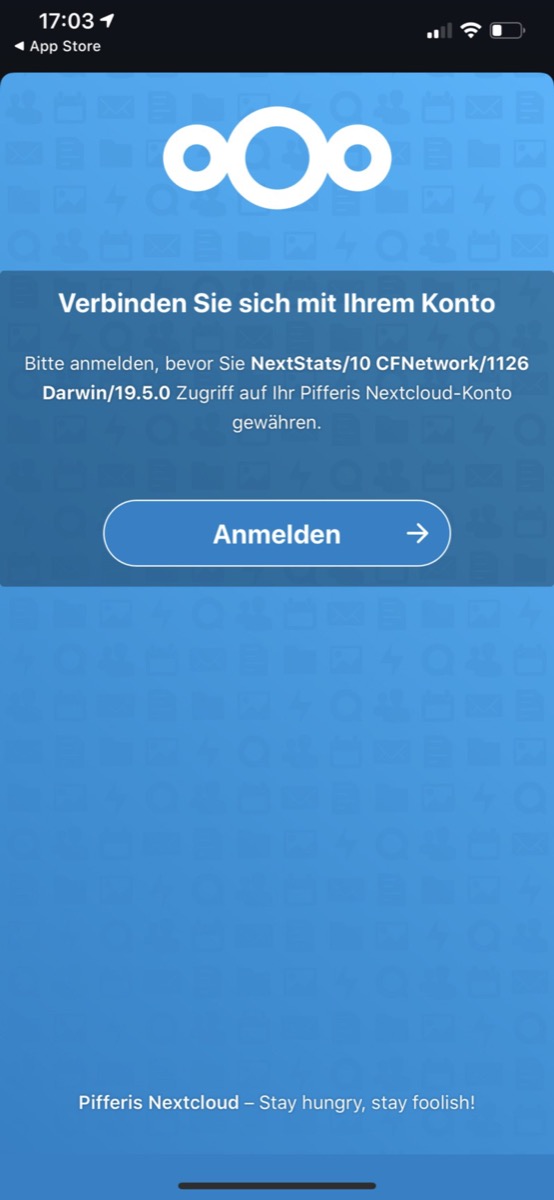 17:03
◀ App Store
Verbinden Sie sich mit Ihrem Konto
Bitte anmelden, bevor Sie NextStats/10 CFNetwork/1126
Darwin/19.5.0 Zugriff auf Ihr Pifferis Nextcloud-Konto
gewähren.
Anmelden →
Pifferis Nextcloud – Stay hungry, stay foolish!